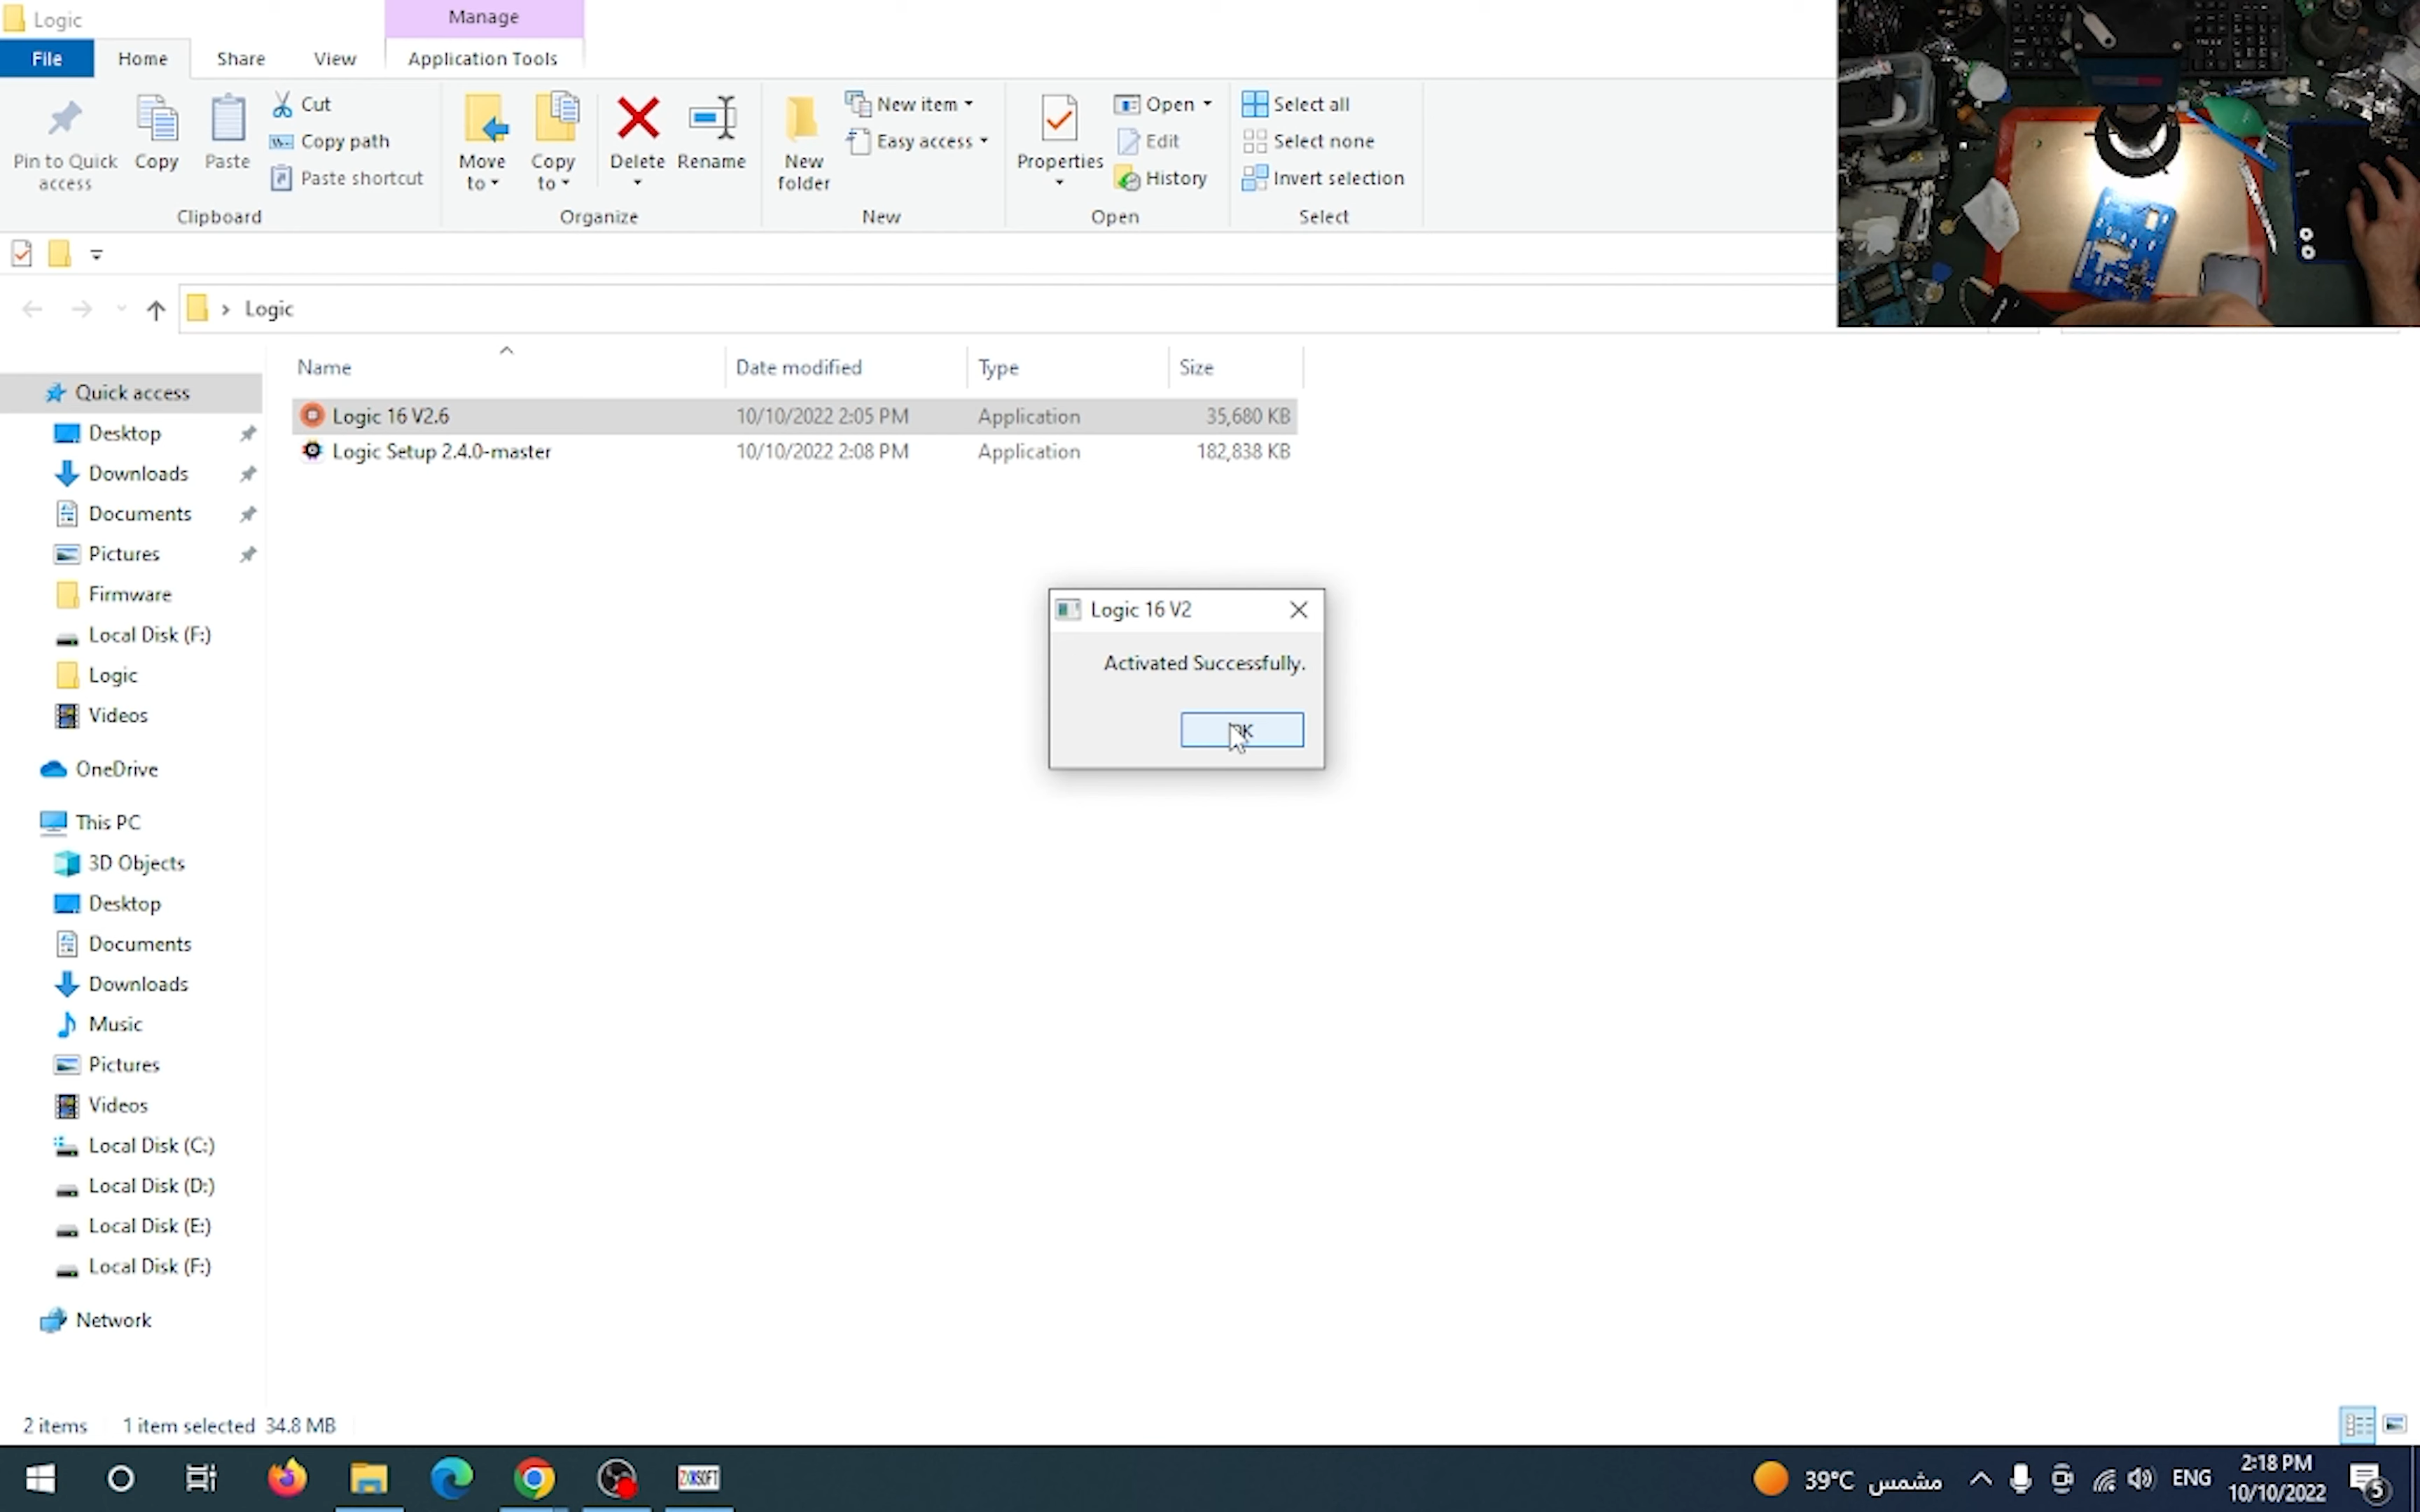 Logic
Manage
File
Home
Share
View
Application Tools
Pin to Quick access
Copy
Paste
Cut
Copy path
Paste shortcut
Clipboard
Move to
Copy to
Delete
Rename
Organize
New folder
New item
Easy access
New
Properties
Open
Edit
History
Open
Select all
Select none
Invert selection
Select
Logic
Name
Date modified
Type
Size
Logic 16 V2.6 10/10/2022 2:05 PM Application 35,680 KB
Logic Setup 2.4.0-master 10/10/2022 2:08 PM Application 182,838 KB
Quick access
Desktop
Downloads
Documents
Pictures
Firmware
Local Disk (F:)
Logic
Videos
OneDrive
This PC
3D Objects
Desktop
Documents
Downloads
Music
Pictures
Videos
Local Disk (C:)
Local Disk (D:)
Local Disk (E:)
Local Disk (F:)
Network
Logic 16 V2
Activated Successfully.
OK
2 items 1 item selected 34.8 MB
39°C مشمس
ENG
2:18 PM
10/10/2022
5